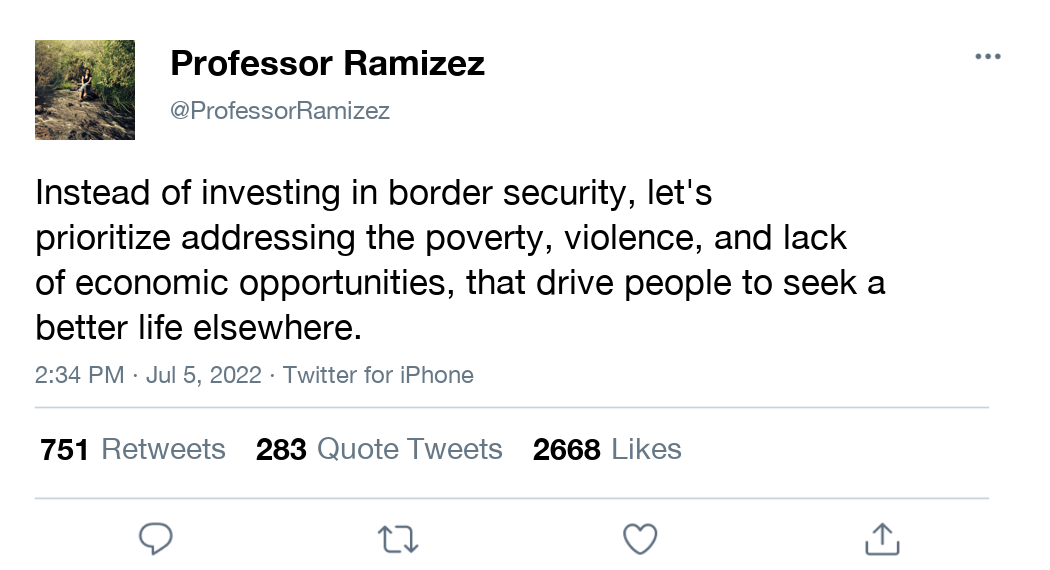 Professor Ramizez
@ProfessorRamizez
Instead of investing in border security, let's
prioritize addressing the poverty, violence, and lack
of economic opportunities, that drive people to seek a
better life elsewhere.
2:34 PM · Jul 5, 2022 · Twitter for iPhone
751 Retweets 283 Quote Tweets 2668 Likes